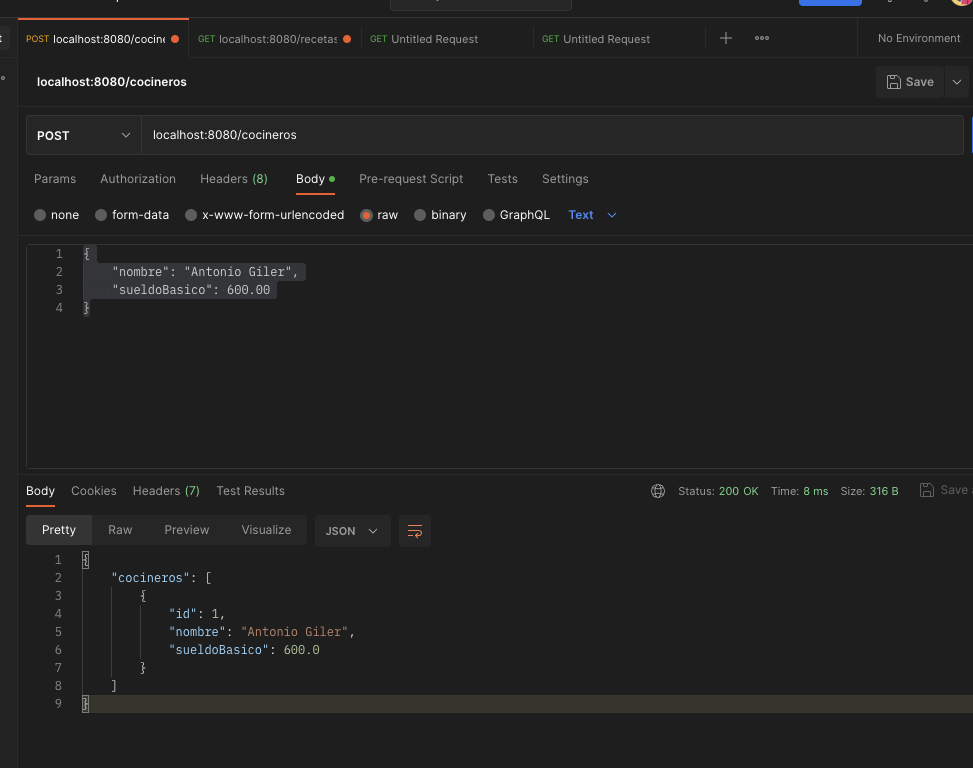 POST localhost:8080/cocine GET localhost:8080/recetas GET Untitled Request GET Untitled Request No Environment
localhost:8080/cocineros Save
POST localhost:8080/cocineros
Params Authorization Headers (8) Body Pre-request Script Tests Settings
none form-data x-www-form-urlencoded raw binary GraphQL Text
1 {
2 "nombre": "Antonio Giler",
3 "sueldoBasico": 600.00
4 }
Body Cookies Headers (7) Test Results Status: 200 OK Time: 8 ms Size: 316 B Save
Pretty Raw Preview Visualize JSON
1 {
2 "cocineros": [
3 {
4 "id": 1,
5 "nombre": "Antonio Giler",
6 "sueldoBasico": 600.0
7 }
8 ]
9 }